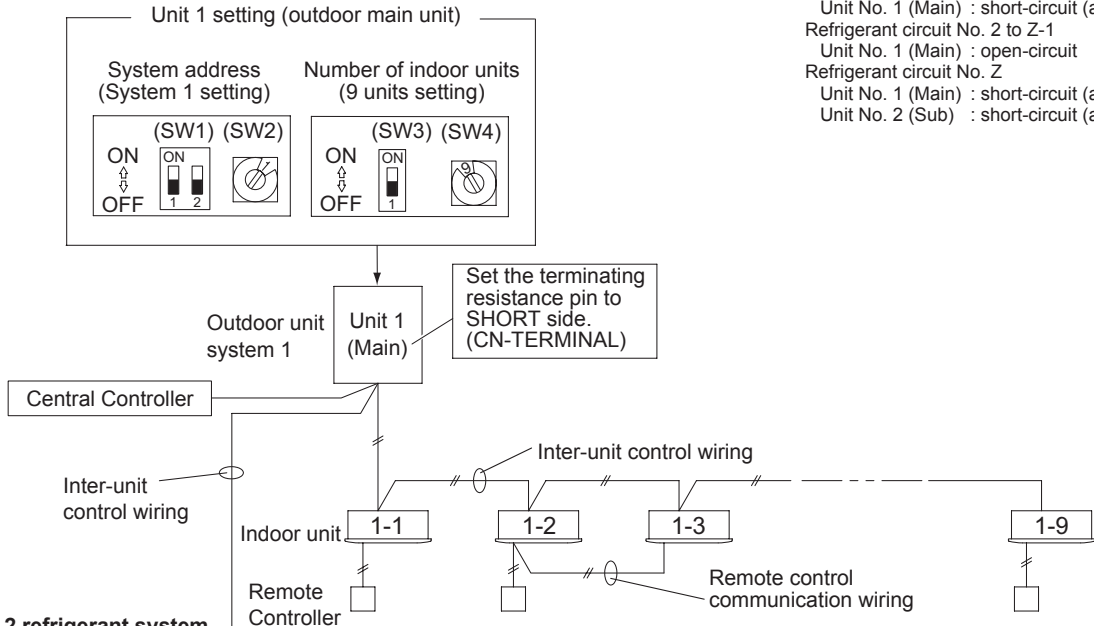 Unit 1 setting (outdoor main unit)
System address
(System 1 setting)
Number of indoor units
(9 units setting)
(SW1) (SW2)
ON
OFF
ON
1 2
(SW3) (SW4)
ON
OFF
ON
1
9
Unit No. 1 (Main) : short-circuit
Refrigerant circuit No. 2 to Z-1
Unit No. 1 (Main) : open-circuit
Refrigerant circuit No. Z
Unit No. 1 (Main) : short-circuit
Unit No. 2 (Sub) : short-circuit
Outdoor unit
system 1
Unit 1
(Main)
Set the terminating
resistance pin to
SHORT side.
(CN-TERMINAL)
Central Controller
Inter-unit
control wiring
Inter-unit control wiring
Indoor unit
1-1
1-2
1-3
1-9
Remote
Controller
Remote control
communication wiring
2 refrigerant system